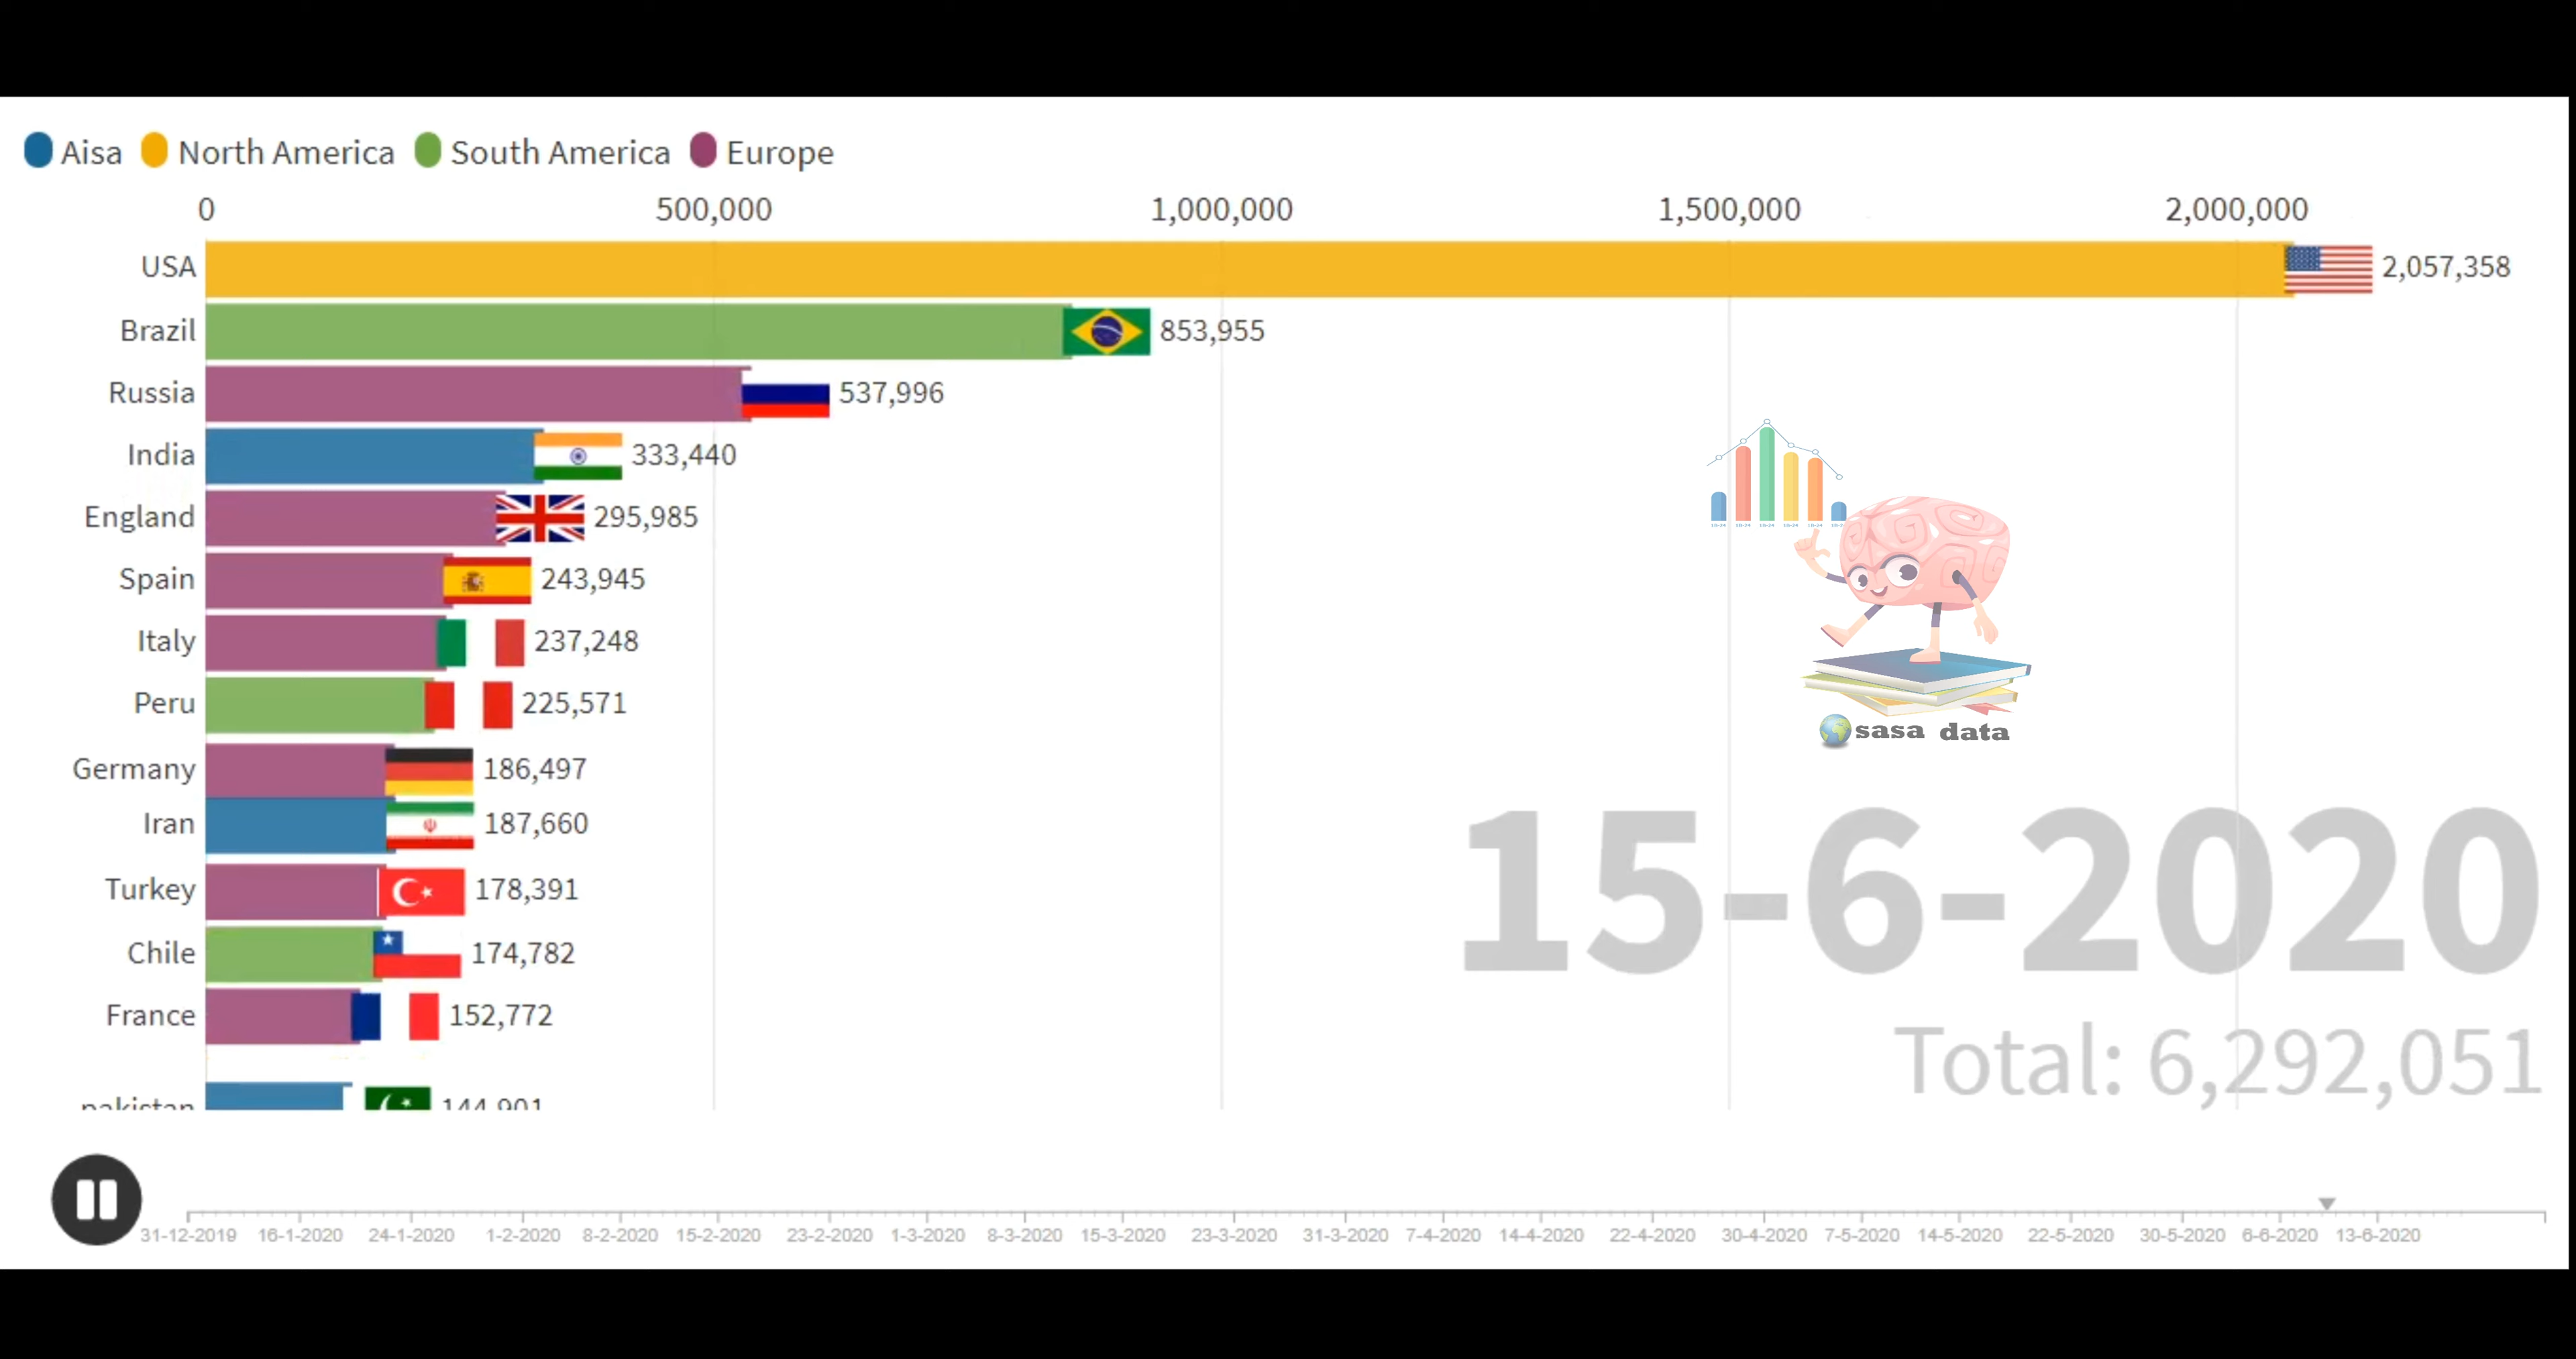 Aisa North America South America Europe
0 500,000 1,000,000 1,500,000 2,000,000
USA 2,057,358
Brazil 853,955
Russia 537,996
India 333,440
England 295,985
Spain 243,945
Italy 237,248
Peru 225,571
sasa data
Germany 186,497
Iran 187,660
Turkey 178,391
15-6-2020
Chile 174,782
France 152,772
Total: 6,292,051
pakistan 144,901
31-12-2019 16-1-2020 24-1-2020 1-2-2020 8-2-2020 15-2-2020 23-2-2020 1-3-2020 8-3-2020 15-3-2020 23-3-2020 31-3-2020 7-4-2020 14-4-2020 22-4-2020 30-4-2020 7-5-2020 14-5-2020 22-5-2020 30-5-2020 6-6-2020 13-6-2020